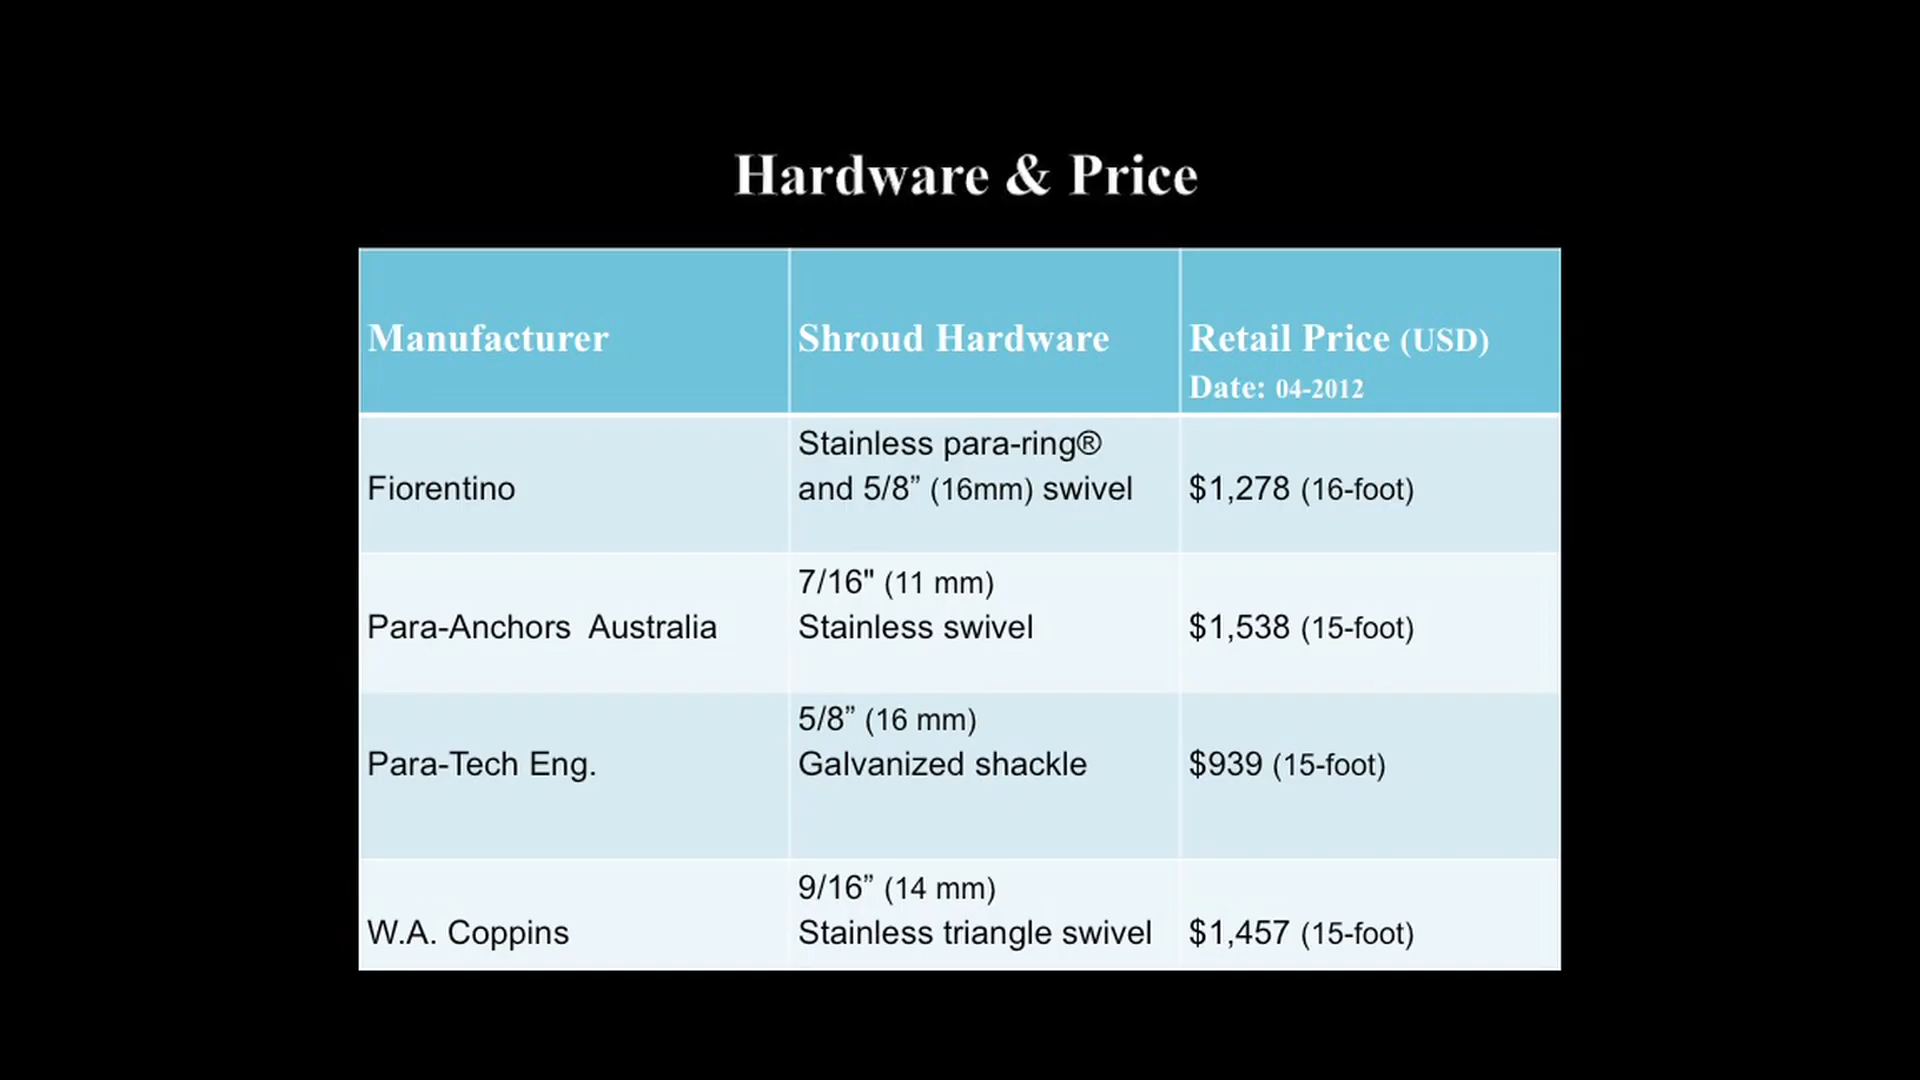 Hardware & Price
Manufacturer
Shroud Hardware
Retail Price (USD)
Date: 04-2012
Fiorentino
Stainless para-ring®
and 5/8” (16mm) swivel
$1,278 (16-foot)
Para-Anchors  Australia
7/16" (11 mm)
Stainless swivel
$1,538 (15-foot)
Para-Tech Eng.
5/8” (16 mm)
Galvanized shackle
$939 (15-foot)
W.A. Coppins
9/16” (14 mm)
Stainless triangle swivel
$1,457 (15-foot)